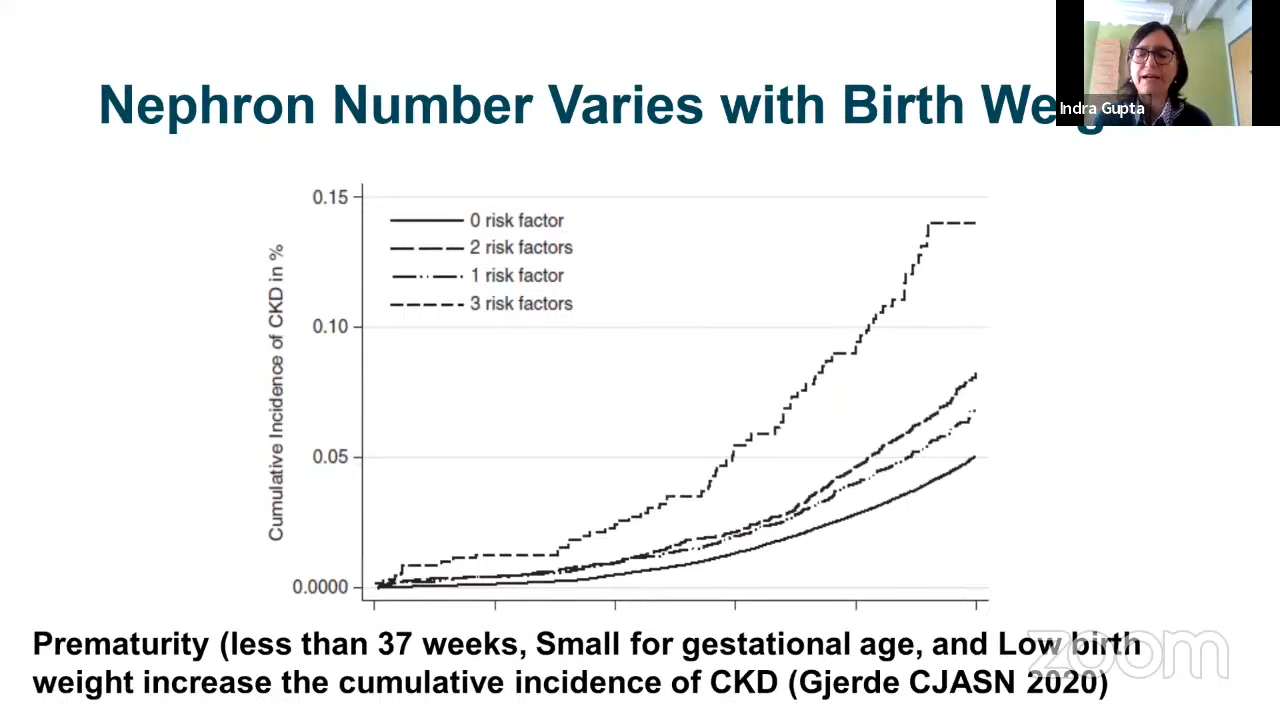 Nephron Number Varies with Birth
Indra Gupta
0.15
0.10
0.05
0.0000
Cumulative Incidence of CKD in %
0 risk factor
2 risk factors
1 risk factor
3 risk factors
Prematurity (less than 37 weeks, Small for gestational age, and Low birth
weight increase the cumulative incidence of CKD (Gjerde CJASN 2020)
zoom